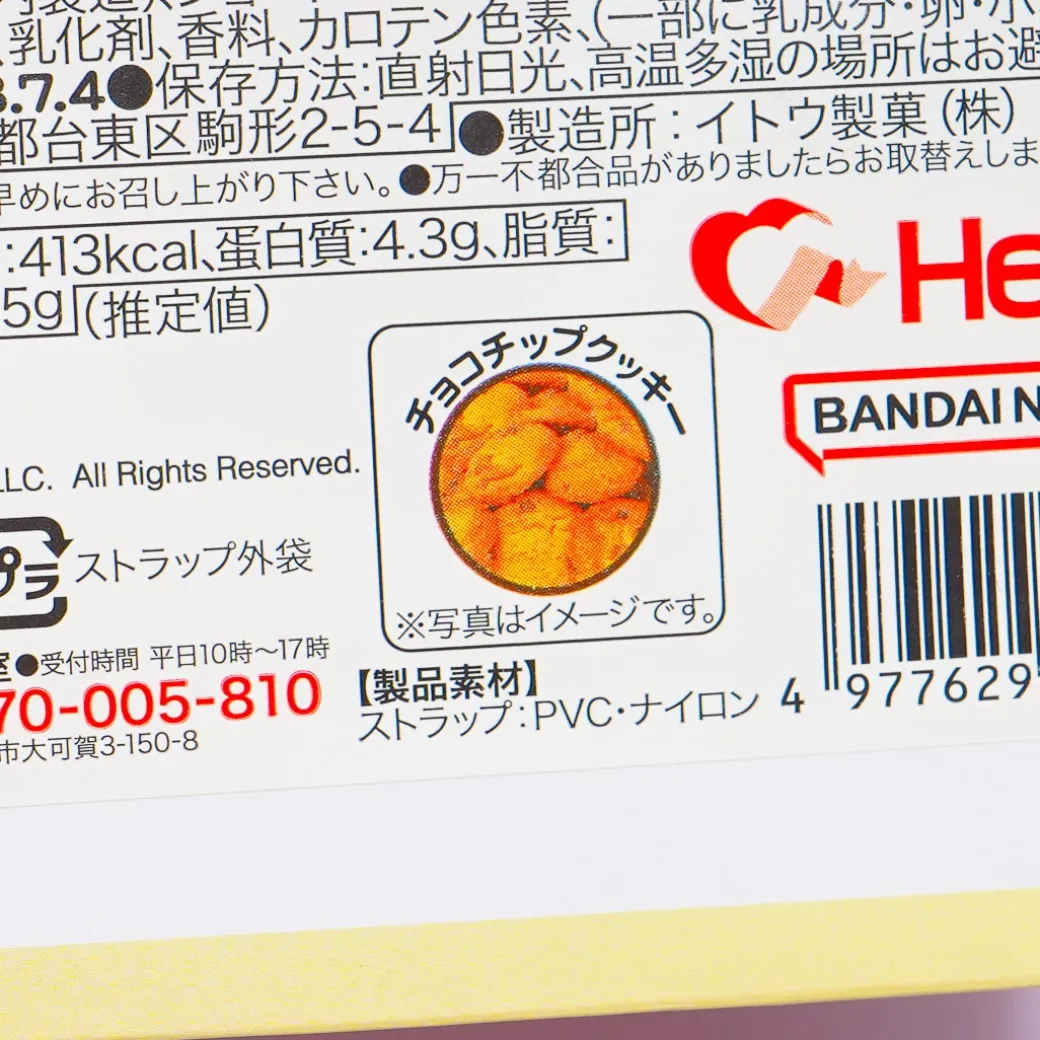 、乳化剤、香料、カロテン色素、(一部に乳成分・卵・小
.7.4●保存方法:直射日光、高温多湿の場所はお避
都台東区駒形2-5-4 ●製造所:イトウ製菓(株)
早めにお召し上がり下さい。●万一不都合品がありましたらお取替えしま
:413kcal、蛋白質:4.3g、脂質:
5g (推定値)
He
チョコチップクッキー
BANDAI N
LLC. All Rights Reserved.
プラ ストラップ外袋
※写真はイメージです。
室●受付時間 平日10時〜17時
70-005-810
市大可賀3-150-8
【製品素材】
ストラップ:PVC・ナイロン
4 977629